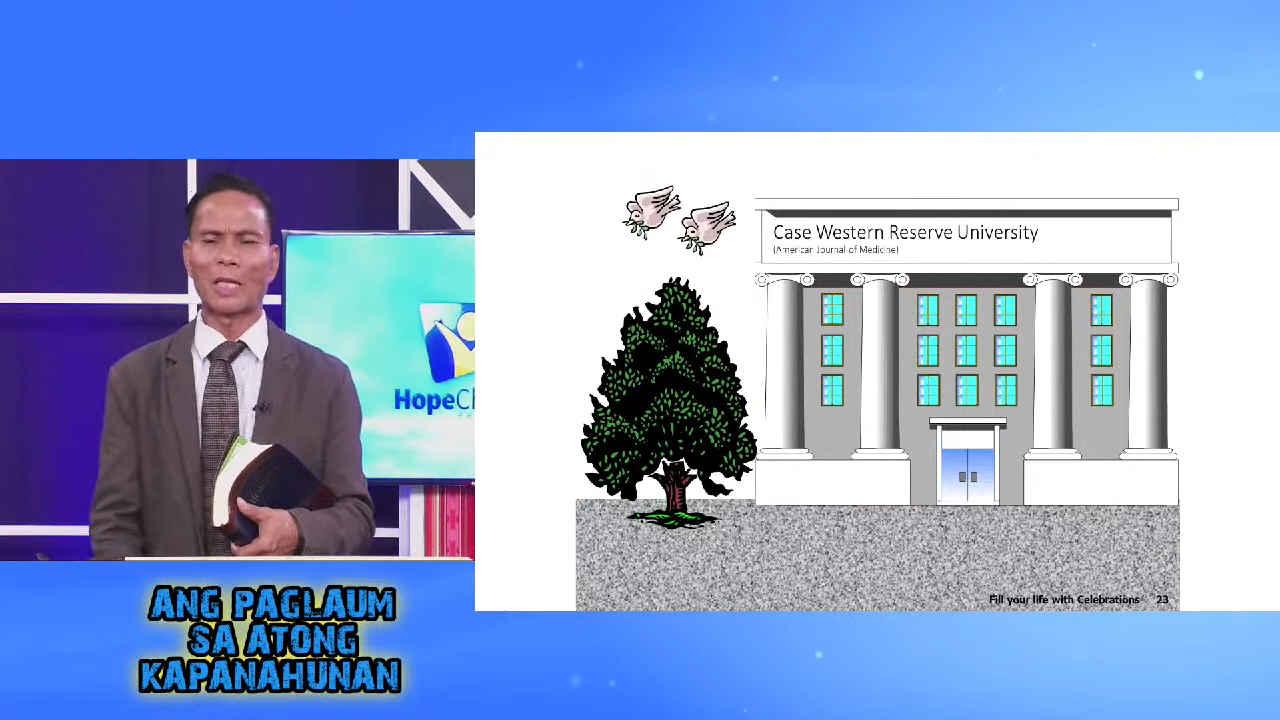 Case Western Reserve University
(American Journal of Medicine)
HopeCh
Fill your life with Celebrations 23
ANG PAGLAUM
SA ATONG
KAPANAHUNAN